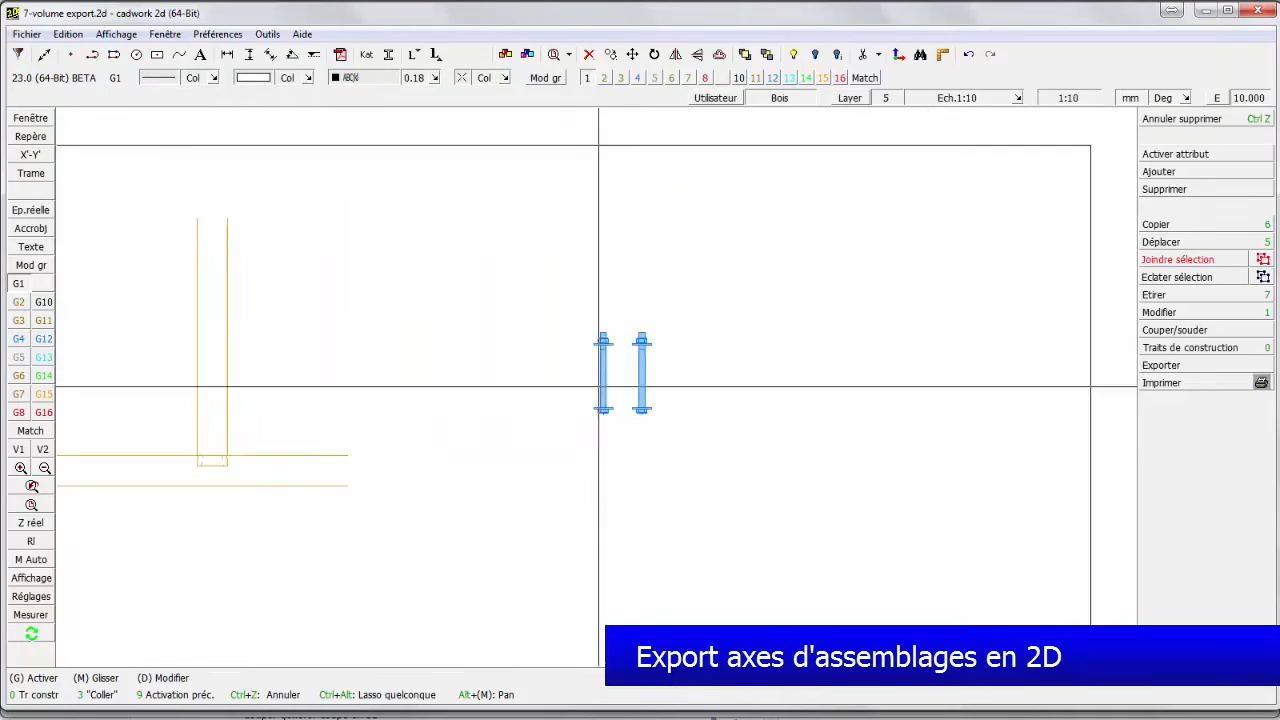 7-volume export.2d - cadwork 2d (64-Bit)
Fichier Edition Affichage Fenêtre Préférences Outils Aide
Kat
23.0 (64-Bit) BETA G1 Col Col 0.18 Col Mod gr 1 2 3 4 5 6 7 8 10 11 12 13 14 15 16 Match
Utilisateur Bois Layer 5 Ech.1:10 1:10 mm Deg E 10.000
Fenêtre
Repère
X'-Y'
Trame
Ep.réelle
Accrobj
Texte
Mod gr
G1
G2 G10
G3 G11
G4 G12
G5 G13
G6 G14
G7 G15
G8 G16
Match
V1 V2
Z réel
Rl
M Auto
Affichage
Réglages
Mesurer
Annuler supprimer Ctrl Z
Activer attribut
Ajouter
Supprimer
Copier 6
Déplacer 5
Joindre sélection
Eclater sélection
Etirer 7
Modifier 1
Couper/souder
Traits de construction 0
Exporter
Imprimer
Export axes d'assemblages en 2D
(G) Activer (M) Glisser (D) Modifier
0 Tr constr 3 "Coller" 9 Activation préc. Ctrl+Z: Annuler Ctrl+Alt: Lasso quelconque Alt+(M): Pan